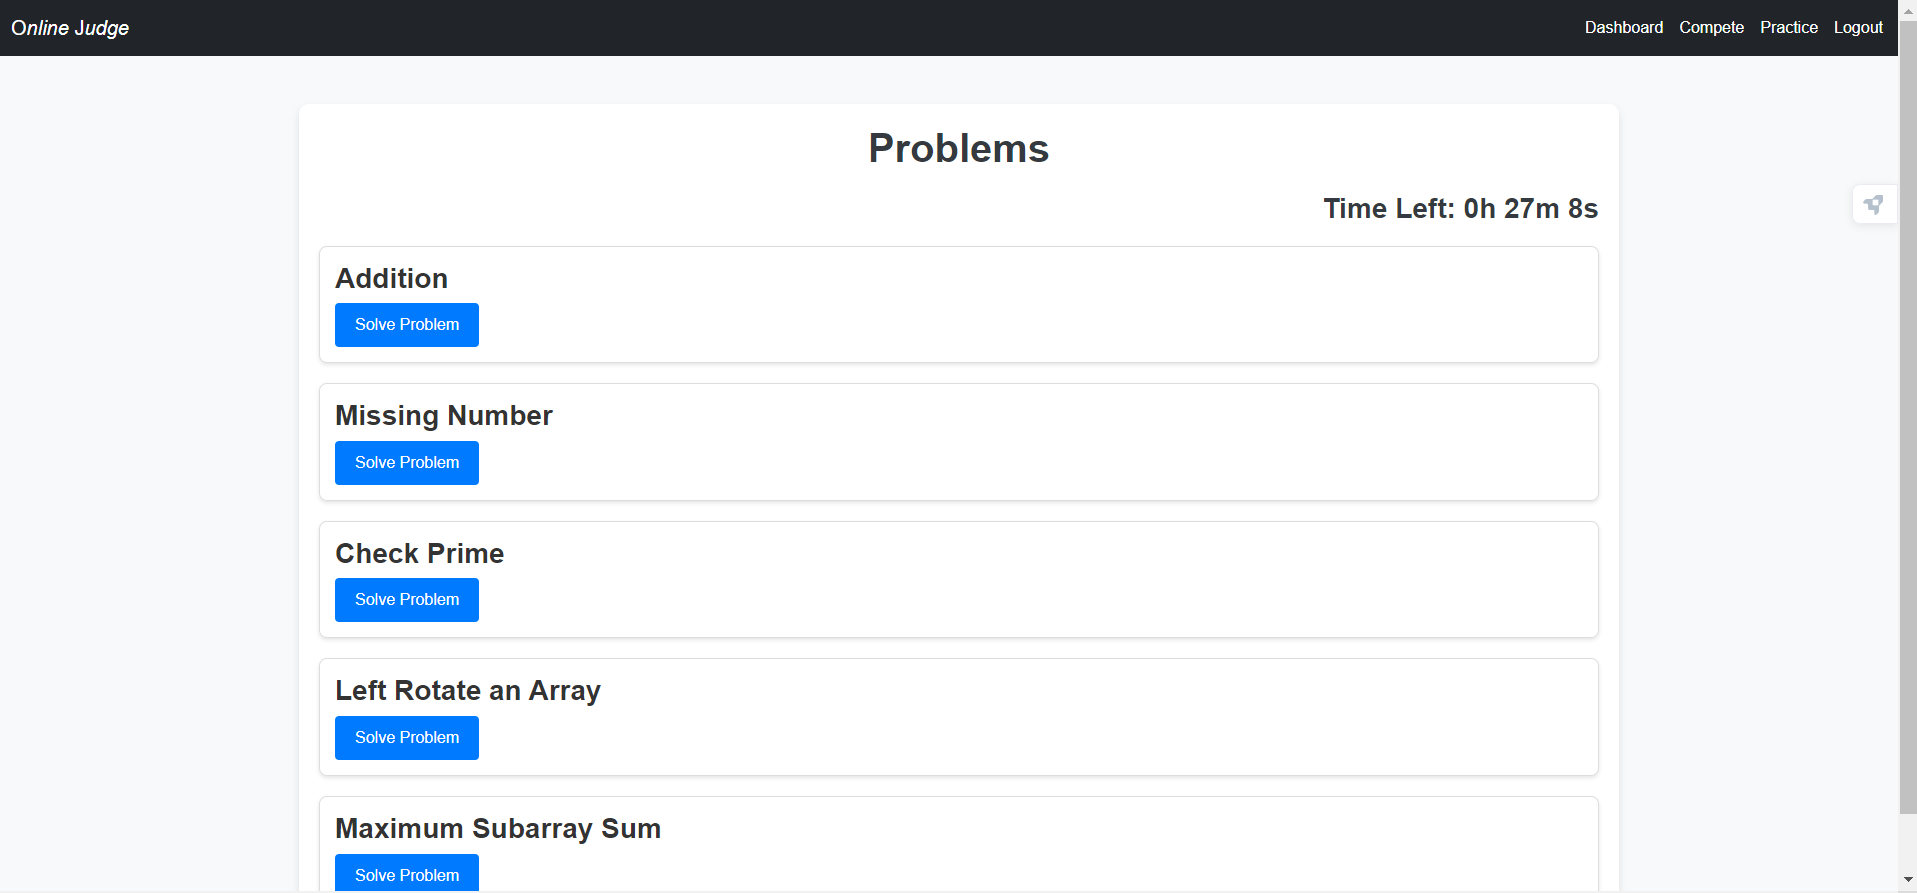 Online Judge
Dashboard Compete Practice Logout
Problems
Time Left: 0h 27m 8s
Addition
Solve Problem
Missing Number
Solve Problem
Check Prime
Solve Problem
Left Rotate an Array
Solve Problem
Maximum Subarray Sum
Solve Problem